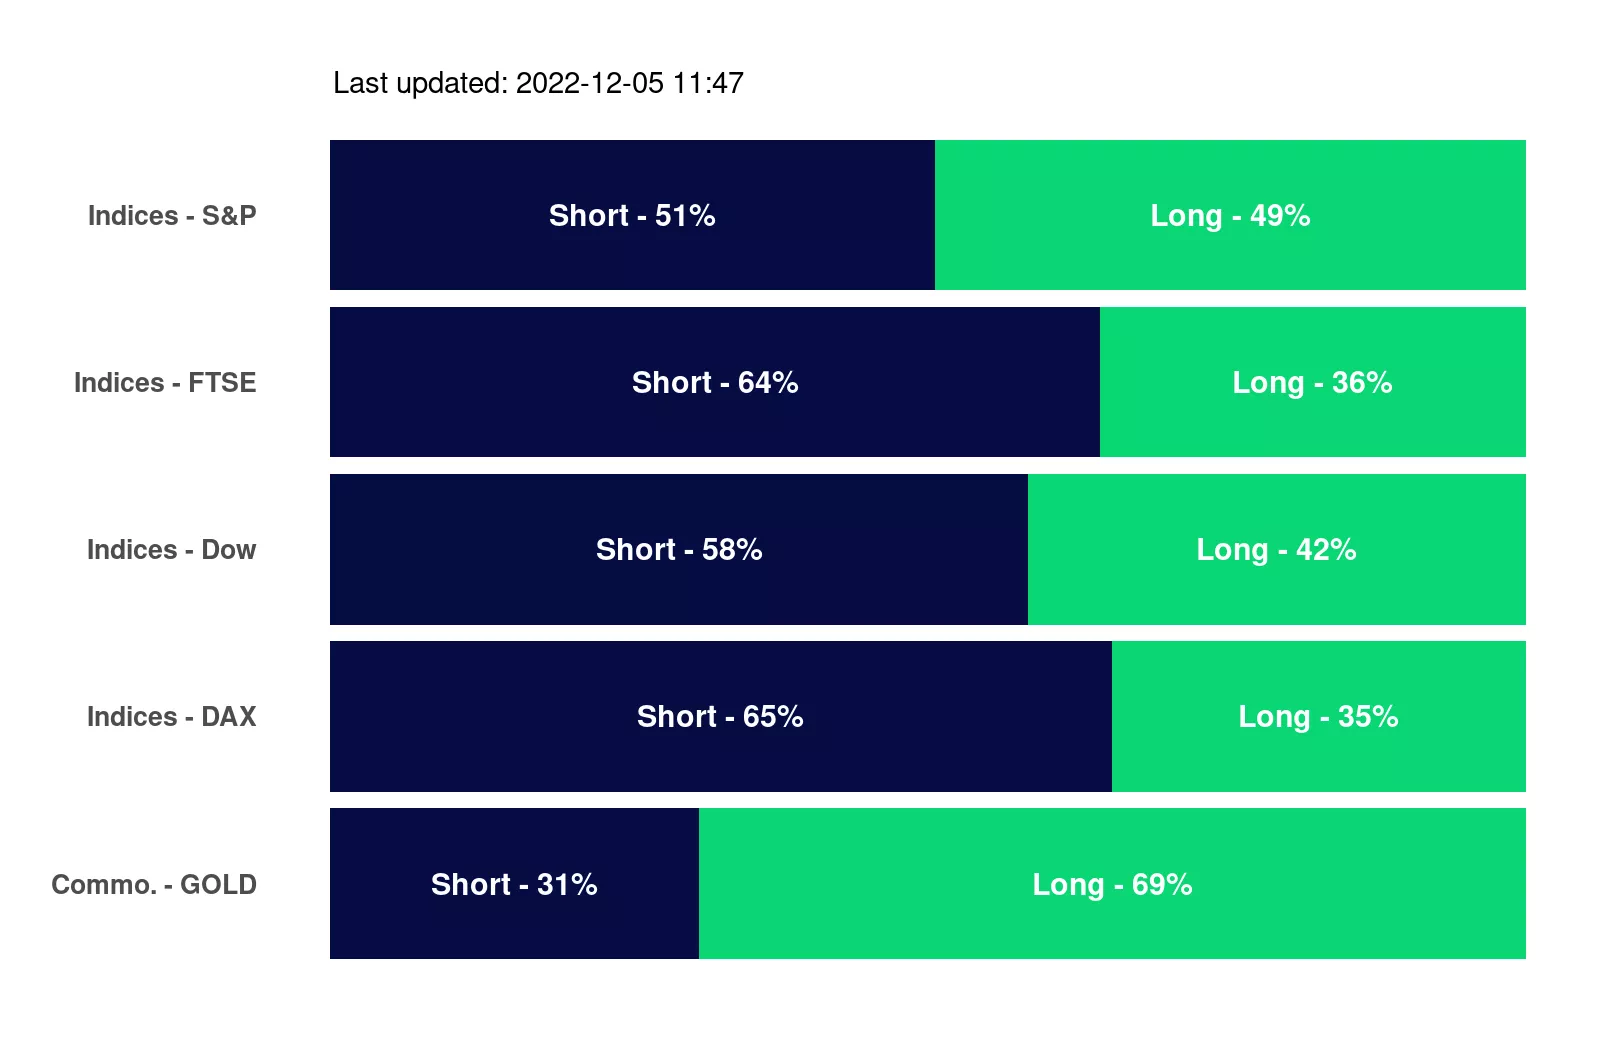 Last updated: 2022-12-05 11:47
Indices - S&P Short - 51% Long - 49%
Indices - FTSE Short - 64% Long - 36%
Indices - Dow Short - 58% Long - 42%
Indices - DAX Short - 65% Long - 35%
Commo. - GOLD Short - 31% Long - 69%